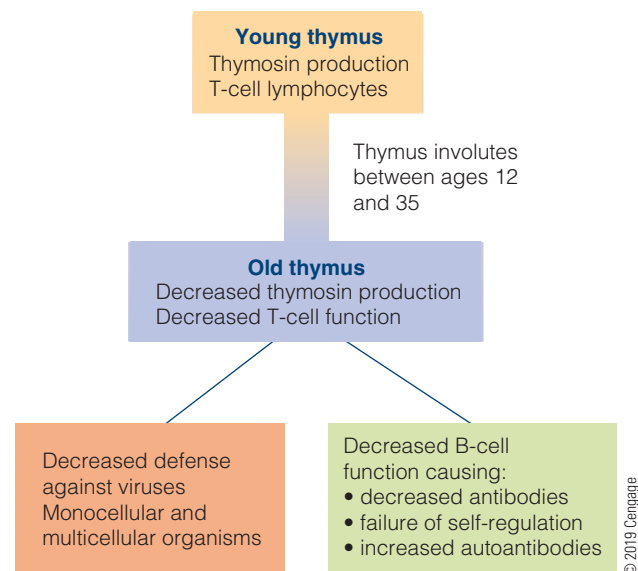 Young thymus
Thymosin production
T-cell lymphocytes
Thymus involutes
between ages 12
and 35
Old thymus
Decreased thymosin production
Decreased T-cell function
Decreased defense
against viruses
Monocellular and
multicellular organisms
Decreased B-cell
function causing:
• decreased antibodies
• failure of self-regulation
• increased autoantibodies
© 2019 Cengage